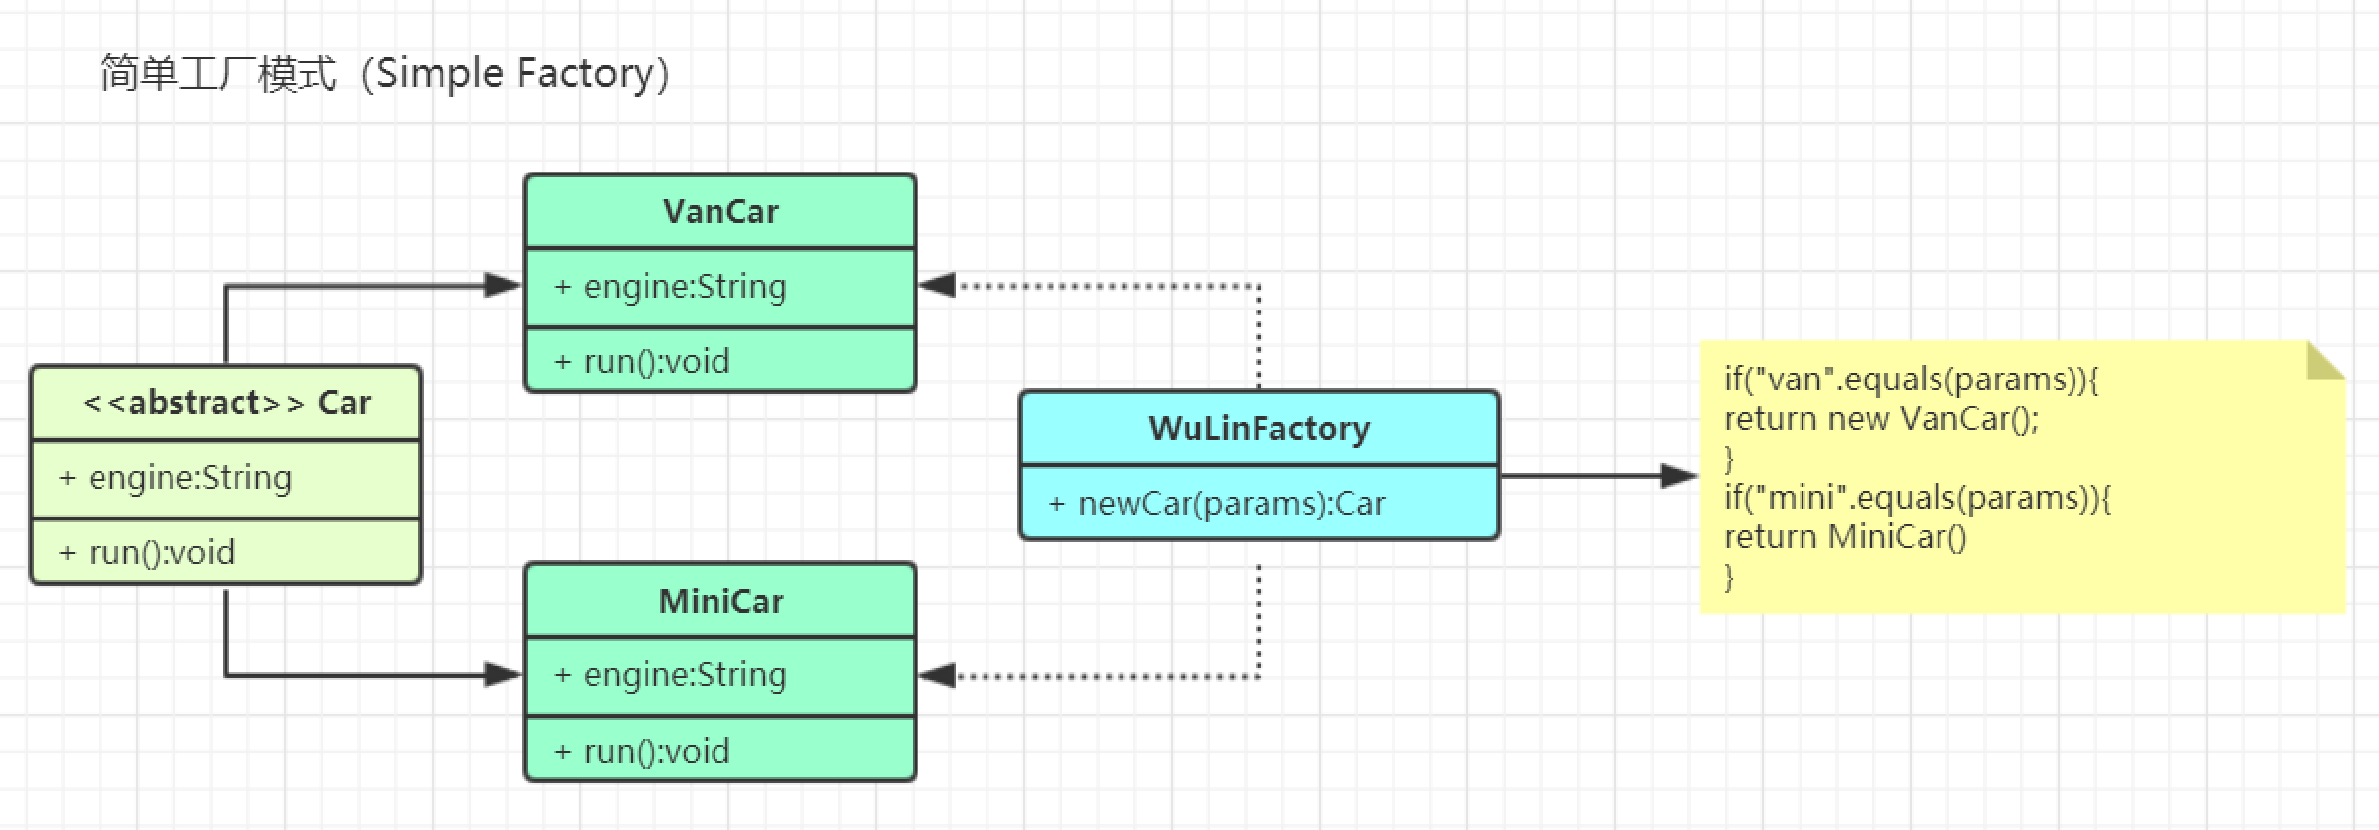 简单工厂模式（Simple Factory）
VanCar
+ engine:String
+ run():void
<<abstract>> Car
+ engine:String
+ run():void
MiniCar
+ engine:String
+ run():void
WuLinFactory
+ newCar(params):Car
if("van".equals(params)){
return new VanCar();
}
if("mini".equals(params)){
return MiniCar()
}